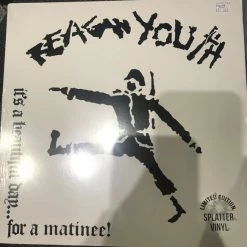 REAGAN YOUTH
it's a beautiful day...
for a matinee!
LIMITED EDITION
SPLATTER
VINYL